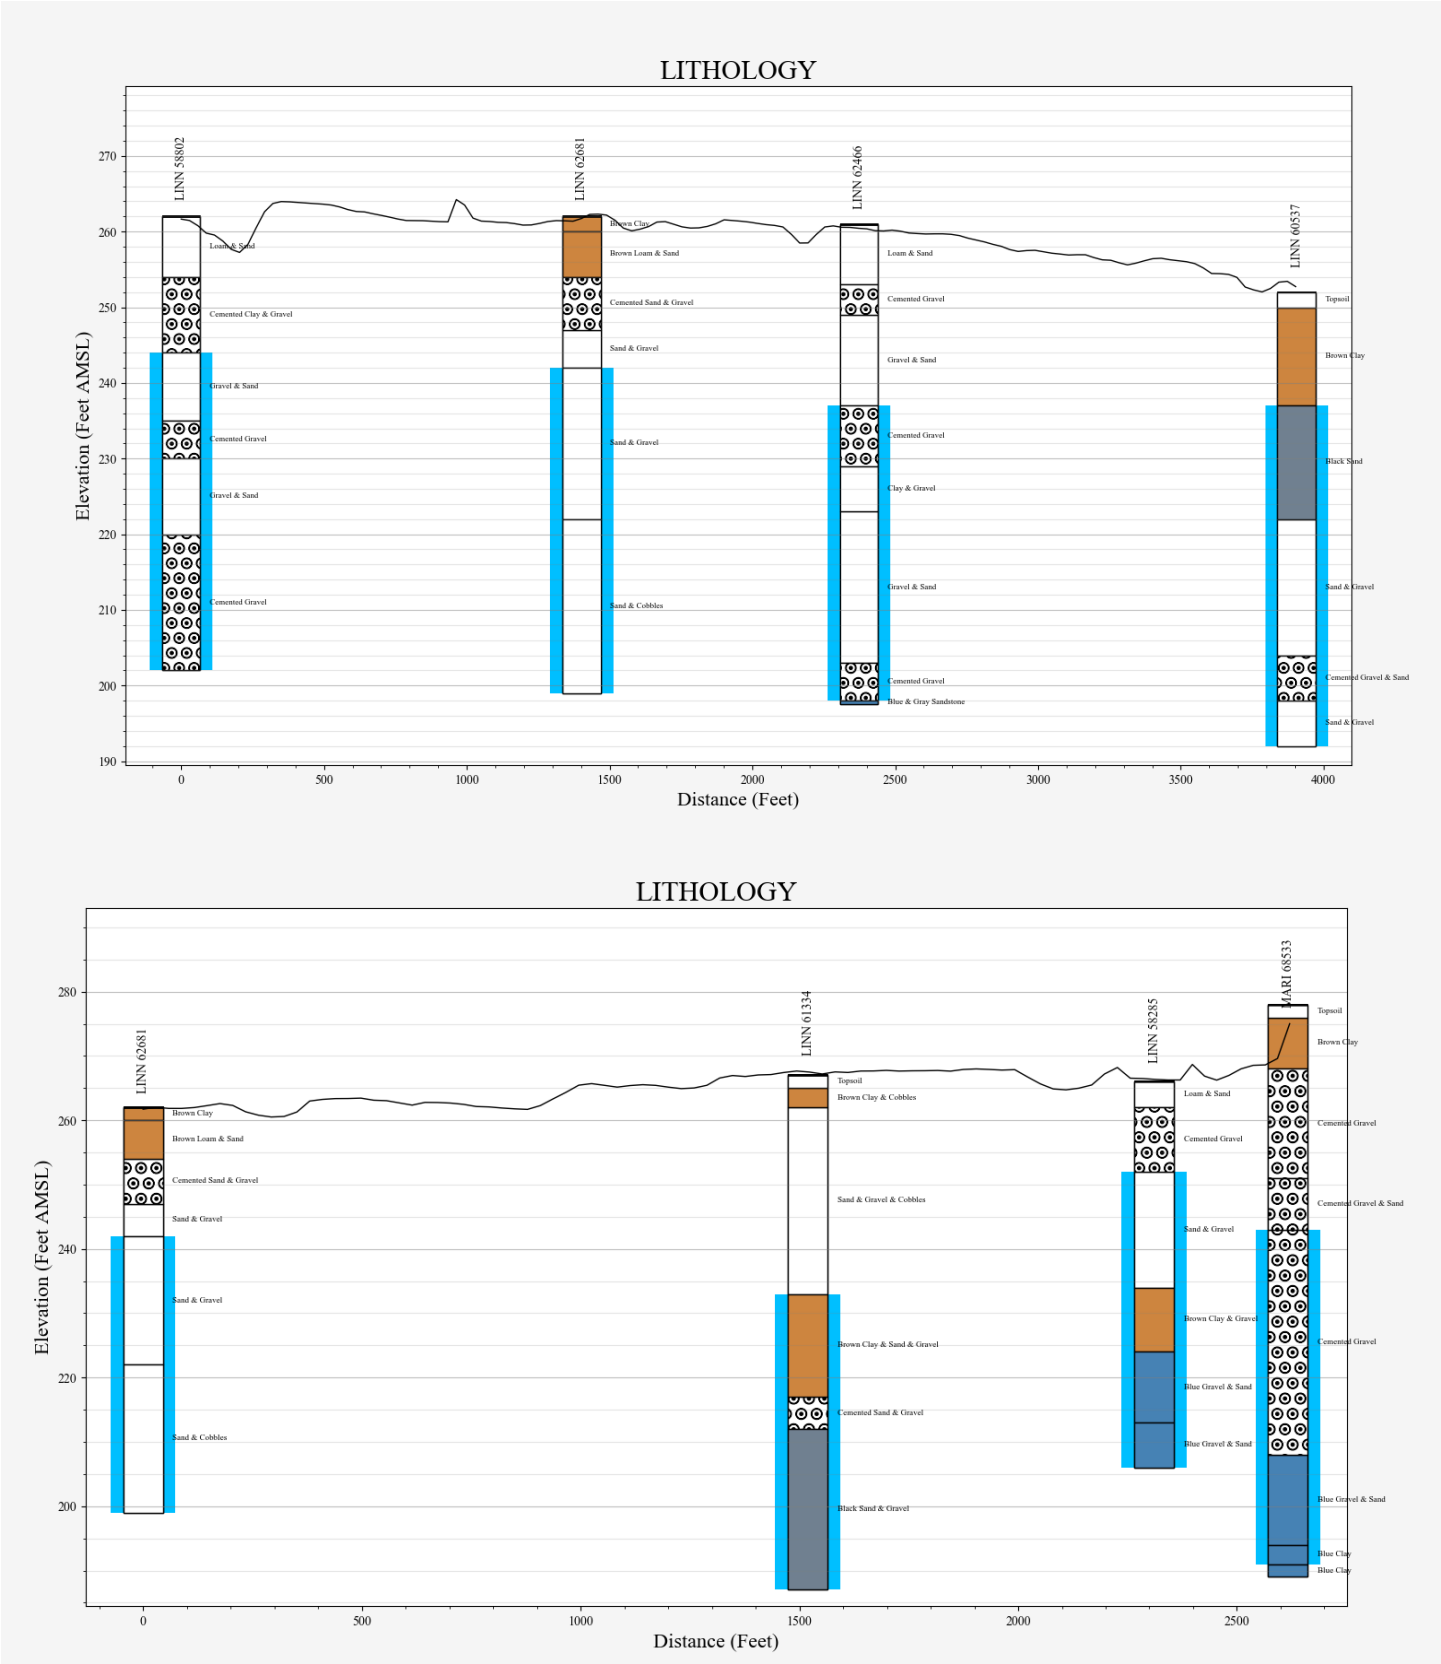 LITHOLOGY
LINN 58802
LINN 62681
LINN 62466
LINN 60537
270
260
250
240
230
220
210
200
190
Elevation (Feet AMSL)
Loam & Sand
Cemented Clay & Gravel
Gravel & Sand
Cemented Gravel
Gravel & Sand
Cemented Gravel
Brown Clay
Brown Loam & Sand
Cemented Sand & Gravel
Sand & Gravel
Sand & Gravel
Sand & Cobbles
Loam & Sand
Cemented Gravel
Gravel & Sand
Cemented Gravel
Clay & Gravel
Gravel & Sand
Cemented Gravel
Blue & Gray Sandstone
Topsoil
Brown Clay
Black Sand
Sand & Gravel
Cemented Gravel & Sand
Sand & Gravel
0 500 1000 1500 2000 2500 3000 3500 4000
Distance (Feet)
LITHOLOGY
LINN 62681
LINN 61334
LINN 58285
MARI 68533
280
260
240
220
200
Elevation (Feet AMSL)
Brown Clay
Brown Loam & Sand
Cemented Sand & Gravel
Sand & Gravel
Sand & Gravel
Sand & Cobbles
Topsoil
Brown Clay & Cobbles
Sand & Gravel & Cobbles
Brown Clay & Sand & Gravel
Cemented Sand & Gravel
Black Sand & Gravel
Loam & Sand
Cemented Gravel
Sand & Gravel
Brown Clay & Gravel
Blue Gravel & Sand
Blue Gravel & Sand
Topsoil
Brown Clay
Cemented Gravel
Cemented Gravel & Sand
Cemented Gravel
Blue Gravel & Sand
Blue Clay
Blue Clay
0 500 1000 1500 2000 2500
Distance (Feet)